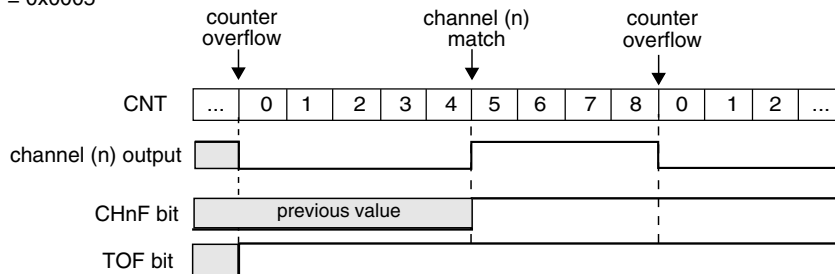 = 0x0005
counter overflow
channel (n) match
counter overflow
CNT ... 0 1 2 3 4 5 6 7 8 0 1 2 ...
channel (n) output
CHnF bit previous value
TOF bit